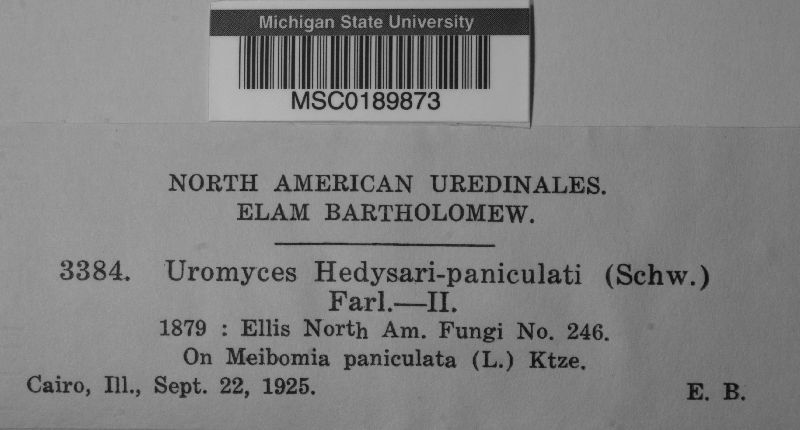 Michigan State University
MSC0189873
NORTH AMERICAN UREDINALES.
ELAM BARTHOLOMEW.
3384. Uromyces Hedysari-paniculati (Schw.)
Farl.—II.
1879 : Ellis North Am. Fungi No. 246.
On Meibomia paniculata (L.) Ktze.
Cairo, Ill., Sept. 22, 1925. E. B.